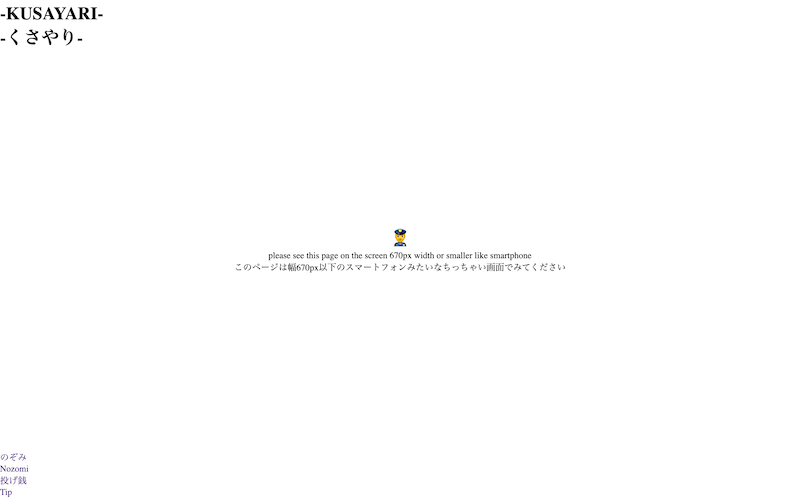 -KUSAYARI-
-くさやり-
please see this page on the screen 670px width or smaller like smartphone
このページは幅670px以下のスマートフォンみたいなちっちゃい画面でみてください
のぞみ
Nozomi
投げ銭
Tip